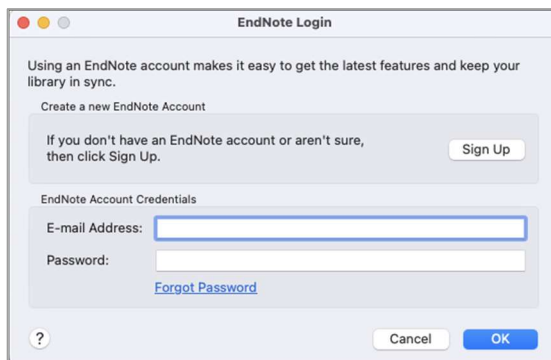 EndNote Login
Using an EndNote account makes it easy to get the latest features and keep your
library in sync.
Create a new EndNote Account
If you don't have an EndNote account or aren't sure,
then click Sign Up.
Sign Up
EndNote Account Credentials
E-mail Address:
Password:
Forgot Password
?
Cancel
OK